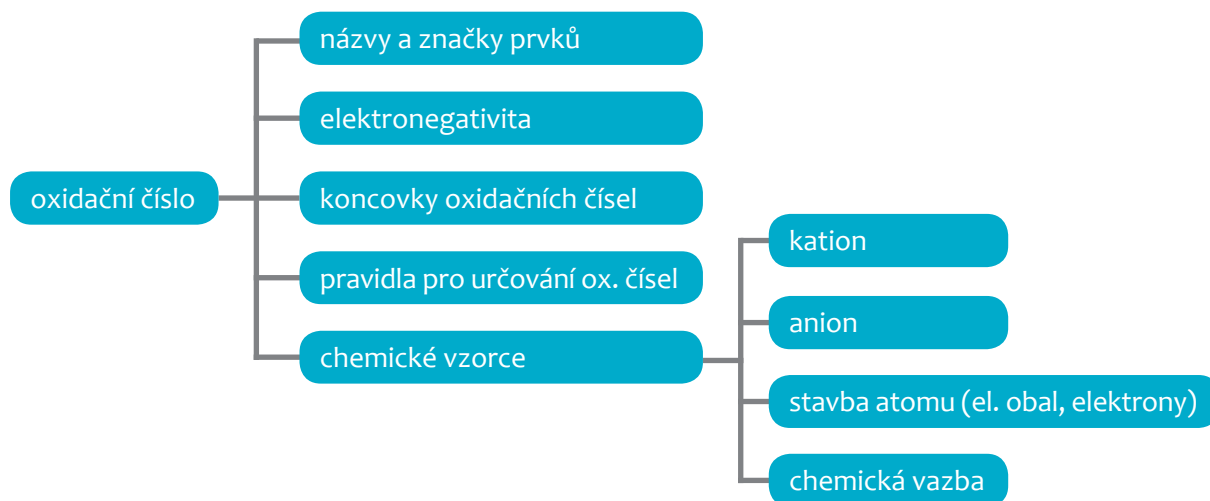 názvy a značky prvků
elektronegativita
oxidační číslo
koncovky oxidačních čísel
pravidla pro určování ox. čísel
chemické vzorce
kation
anion
stavba atomu (el. obal, elektrony)
chemická vazba